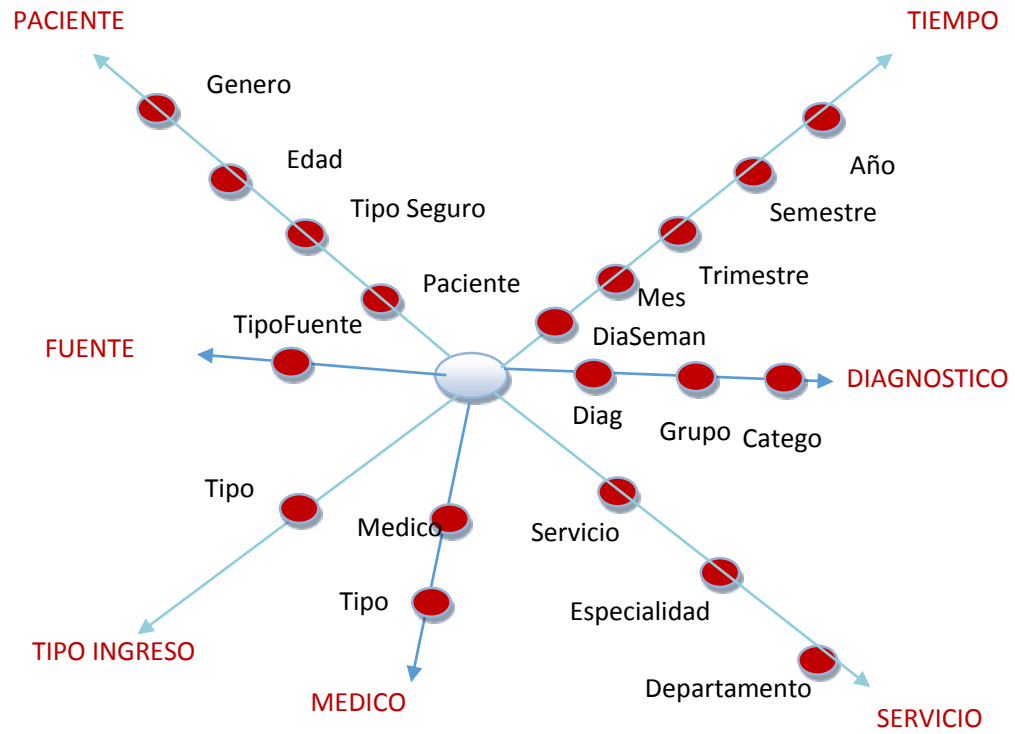 PACIENTE
TIEMPO
Genero
Edad
Año
Tipo Seguro
Semestre
Trimestre
Paciente
Mes
TipoFuente
DiaSeman
FUENTE
DIAGNOSTICO
Diag
Grupo
Catego
Tipo
Medico
Servicio
Tipo
Especialidad
TIPO INGRESO
Departamento
MEDICO
SERVICIO